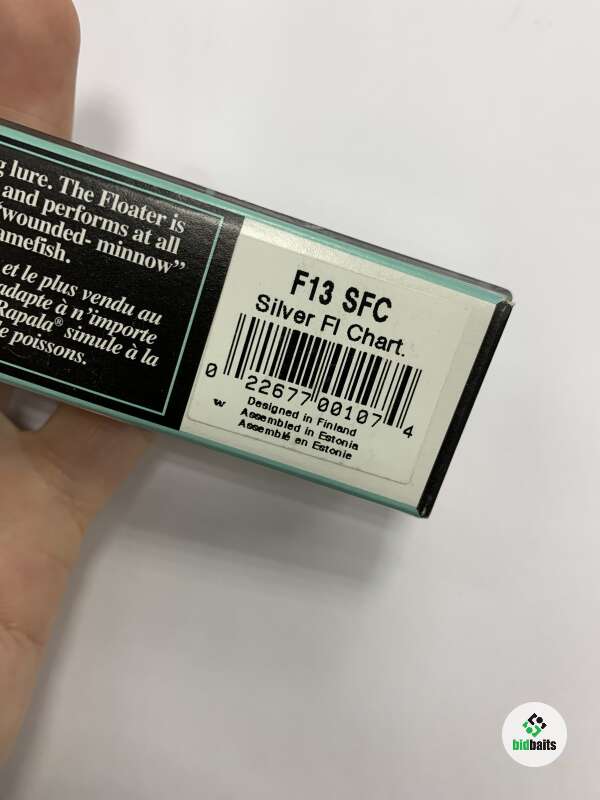 g lure. The Floater is
and performs at all
"wounded- minnow"
amefish.
et le plus vendu au
adapte à n'importe
Rapala® simule à la
e poissons.
F13 SFC
Silver Fl Chart.
0 22677 00107 4
w
Designed in Finland
Assembled in Estonia
Assemblé en Estonie
bidbaits